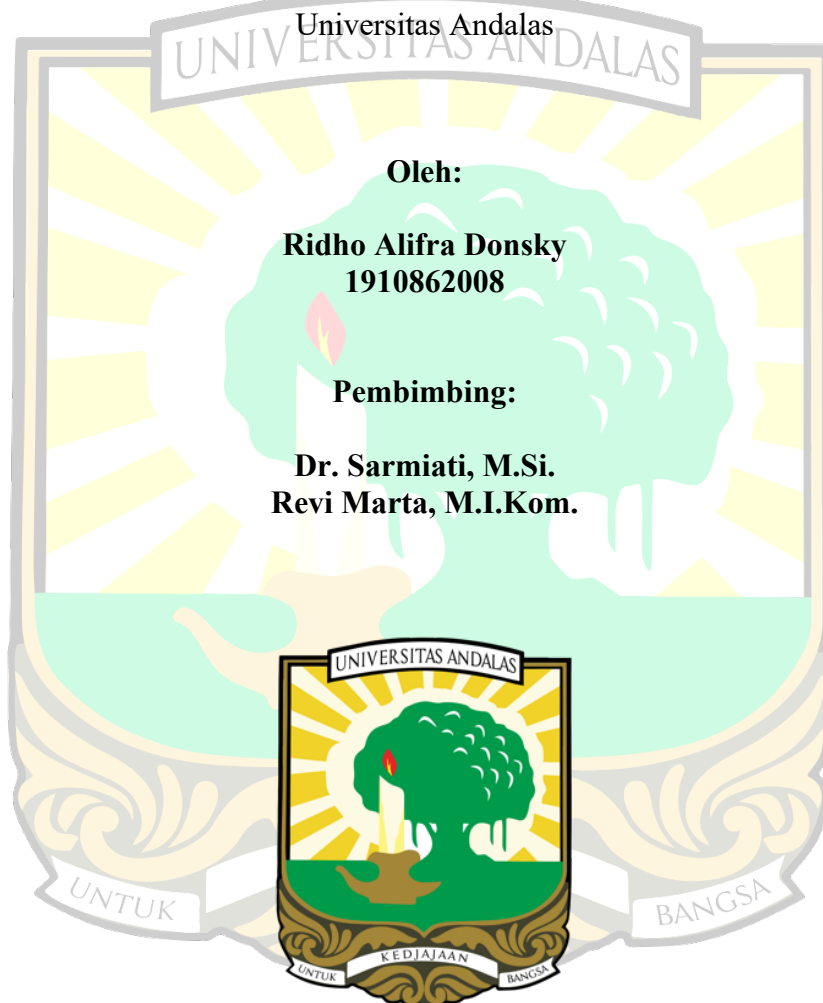 Universitas Andalas
UNIVERSITAS ANDALAS
Oleh:
Ridho Alifra Donsky
1910862008
Pembimbing:
Dr. Sarmiati, M.Si.
Revi Marta, M.I.Kom.
UNIVERSITAS ANDALAS
UNTUK
BANGSA
UNTUK
KEDJAJAAN
BANGSA